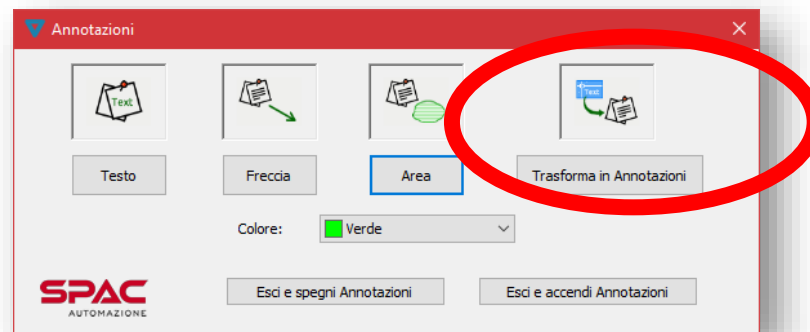 Annotazioni
Text
Text
Testo
Freccia
Area
Trasforma in Annotazioni
Colore:
Verde
SPAC
AUTOMAZIONE
Esci e spegni Annotazioni
Esci e accendi Annotazioni